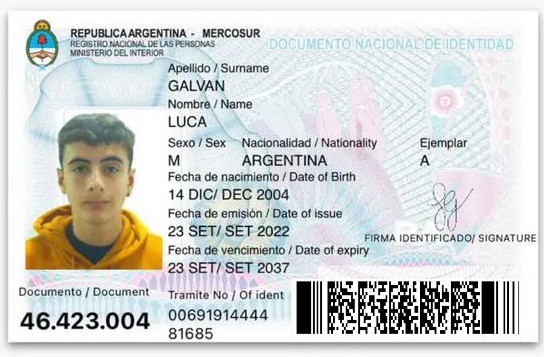 REPUBLICA ARGENTINA - MERCOSUR
REGISTRO NACIONAL DE LAS PERSONAS
MINISTERIO DEL INTERIOR
DOCUMENTO NACIONAL DE IDENTIDAD
Apellido / Surname
GALVAN
Nombre / Name
LUCA
Sexo / Sex Nacionalidad / Nationality Ejemplar
M ARGENTINA A
Fecha de nacimiento / Date of Birth
14 DIC/ DEC 2004
Fecha de emisión / Date of issue
23 SET/ SET 2022
FIRMA IDENTIFICADO/ SIGNATURE
Fecha de vencimiento / Date of expiry
23 SET/ SET 2037
Documento / Document
46.423.004
Tramite No / Of ident
00691914444
81685